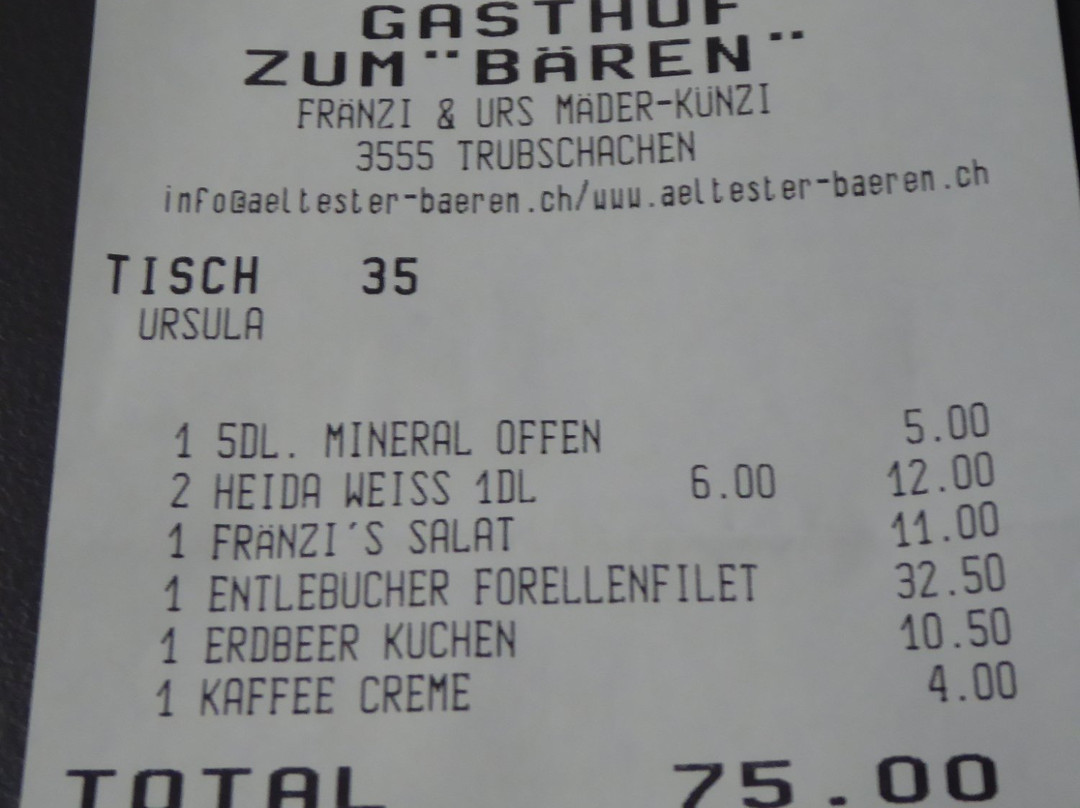 GASTHOF
ZUM "BÄREN"
FRÄNZI & URS MÄDER-KÜNZI
3555 TRUBSCHACHEN
info@aeltester-baeren.ch/www.aeltester-baeren.ch
TISCH 35
URSULA
1 5DL. MINERAL OFFEN 5.00
2 HEIDA WEISS 1DL 6.00 12.00
1 FRÄNZI'S SALAT 11.00
1 ENTLEBUCHER FORELLENFILET 32.50
1 ERDBEER KUCHEN 10.50
1 KAFFEE CREME 4.00
TOTAL 75.00